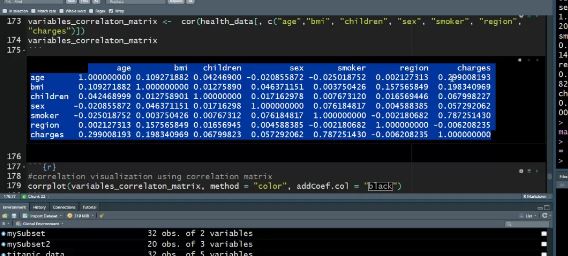 173 variables_correlaton_matrix <- cor(health_data[, c("age","bmi", "children", "sex", "smoker", "region",
"charges")])
174 variables_correlaton_matrix
175 ```
age bmi children sex smoker region charges
age 1.000000000 0.109271882 0.04246900 -0.020855872 -0.025018752 0.002127313 0.299008193
bmi 0.109271882 1.000000000 0.01275890 0.046371151 0.003750426 0.157565849 0.198340969
children 0.042468999 0.012758901 1.00000000 0.017162978 0.007673120 0.016569446 0.067998227
sex -0.020855872 0.046371151 0.01716298 1.000000000 0.076184817 0.004588385 0.057292062
smoker -0.025018752 0.003750426 0.00767312 0.076184817 1.000000000 -0.002180682 0.787251430
region 0.002127313 0.157565849 0.01656945 0.004588385 -0.002180682 1.000000000 -0.006208235
charges 0.299008193 0.198340969 0.06799823 0.057292062 0.787251430 -0.006208235 1.000000000
176
177 ```{r}
178 #correlation visualization using correlation matrix
179 corrplot(variables_correlaton_matrix, method = "color", addCoef.col = "black")
R Markdown
Environment History Connections Tutorial
Import Dataset
Global Environment
mySubset 32 obs. of 2 variables
mySubset2 20 obs. of 3 variables
titanic_data 32 obs. of 5 variables